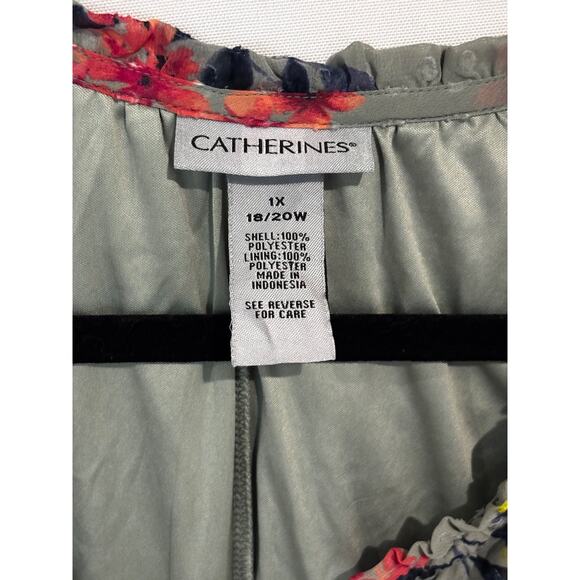 CATHERINES®
1X
18/20W
SHELL:100%
POLYESTER
LINING:100%
POLYESTER
MADE IN
INDONESIA
SEE REVERSE
FOR CARE